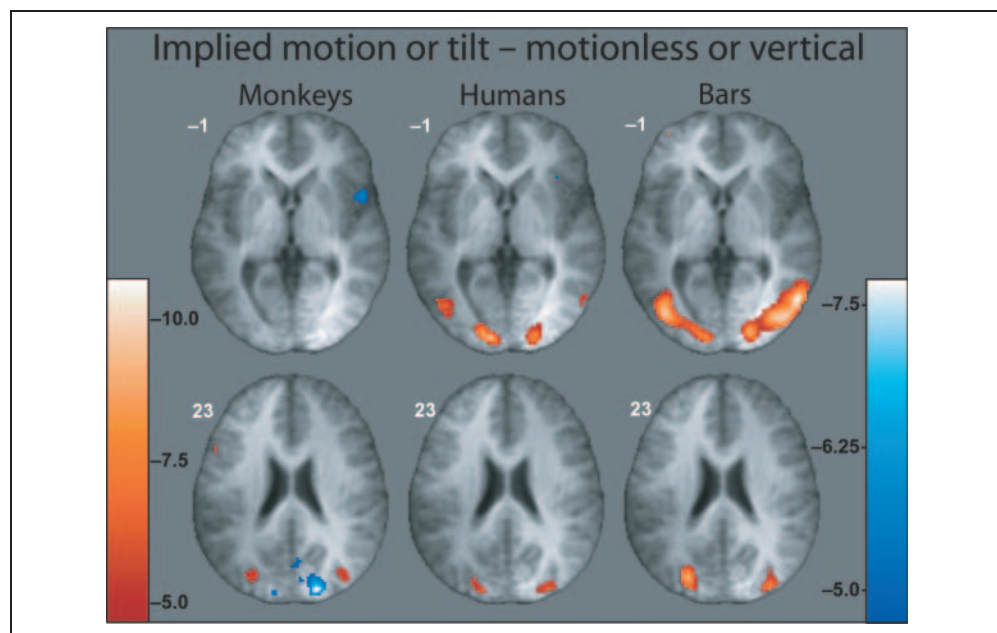 Implied motion or tilt – motionless or vertical
Monkeys Humans Bars
–1 –1 –1
–10.0 –7.5
23 23 23
–7.5 –6.25
–5.0 –5.0